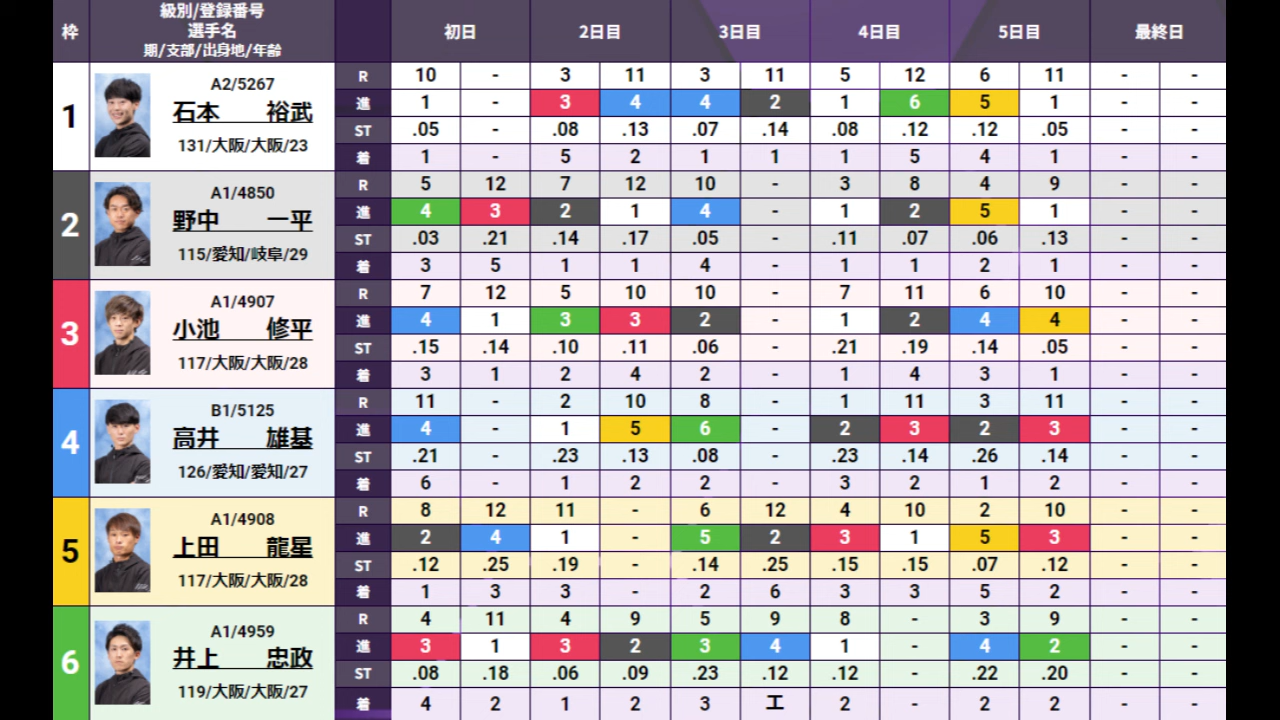 枠 級別/登録番号 選手名 期/支部/出身地/年齢 初日 2日目 3日目 4日目 5日目 最終日
1 A2/5267 石本 裕武 131/大阪/大阪/23
R 10 - 3 11 3 11 5 12 6 11 - -
進 1 - 3 4 4 2 1 6 5 1 - -
ST .05 - .08 .13 .07 .14 .08 .12 .12 .05 - -
着 1 - 5 2 1 1 1 5 4 1 - -
2 A1/4850 野中 一平 115/愛知/岐阜/29
R 5 12 7 12 10 - 3 8 4 9 - -
進 4 3 2 1 4 - 1 2 5 1 - -
ST .03 .21 .14 .17 .05 - .11 .07 .06 .13 - -
着 3 5 1 1 4 - 1 1 2 1 - -
3 A1/4907 小池 修平 117/大阪/大阪/28
R 7 12 5 10 10 - 7 11 6 10 - -
進 4 1 3 3 2 - 1 2 4 4 - -
ST .15 .14 .10 .11 .06 - .21 .19 .14 .05 - -
着 3 1 2 4 2 - 1 4 3 1 - -
4 B1/5125 高井 雄基 126/愛知/愛知/27
R 11 - 2 10 8 - 1 11 3 11 - -
進 4 - 1 5 6 - 2 3 2 3 - -
ST .21 - .23 .13 .08 - .23 .14 .26 .14 - -
着 6 - 1 2 2 - 3 2 1 2 - -
5 A1/4908 上田 龍星 117/大阪/大阪/28
R 8 12 11 - 6 12 4 10 2 10 - -
進 2 4 1 - 5 2 3 1 5 3 - -
ST .12 .25 .19 - .14 .25 .15 .15 .07 .12 - -
着 1 3 3 - 2 6 3 3 5 2 - -
6 A1/4959 井上 忠政 119/大阪/大阪/27
R 4 11 4 9 5 9 8 - 3 9 - -
進 3 1 3 2 3 4 1 - 4 2 - -
ST .08 .18 .06 .09 .23 .12 .12 - .22 .20 - -
着 4 2 1 2 3 エ 2 - 2 2 - -